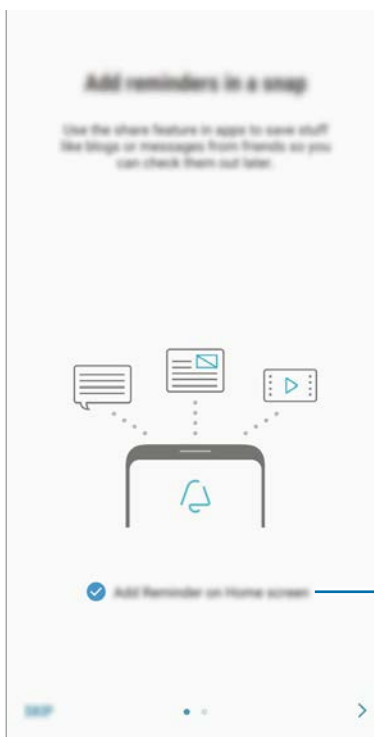 Add reminders in a snap
Use the share feature in apps to save stuff
like blogs or messages from friends so you
can check them out later.
Add Reminder on Home screen
SKIP